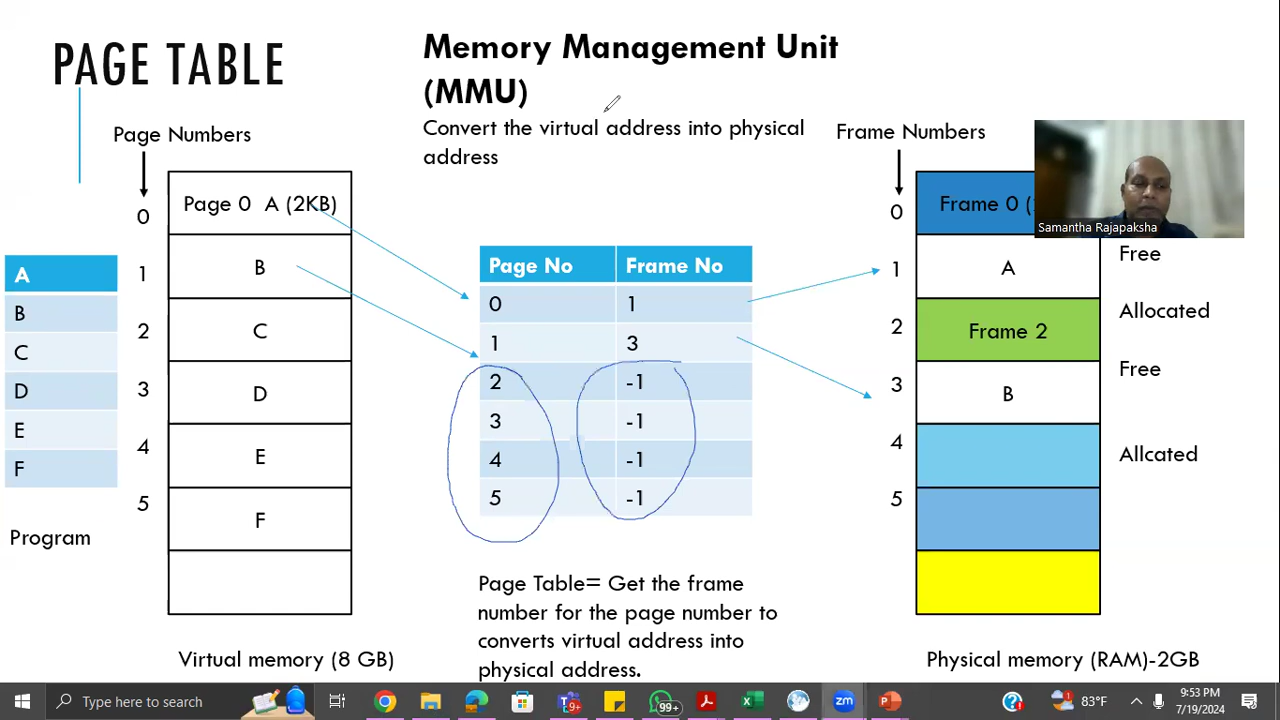 PAGE TABLE
Memory Management Unit
(MMU)
Convert the virtual address into physical
address
Page Numbers
0
1
2
3
4
5
Page 0 A (2KB)
B
C
D
E
F
A
B
C
D
E
F
Program
Virtual memory (8 GB)
Page No Frame No
0 1
1 3
2 -1
3 -1
4 -1
5 -1
Page Table= Get the frame
number for the page number to
converts virtual address into
physical address.
Frame Numbers
0
1
2
3
4
5
Frame 0
A
Frame 2
B
Samantha Rajapaksha
Free
Allocated
Free
Allcated
Physical memory (RAM)-2GB
Type here to search
9+
99+
zm
83°F
9:53 PM
7/19/2024